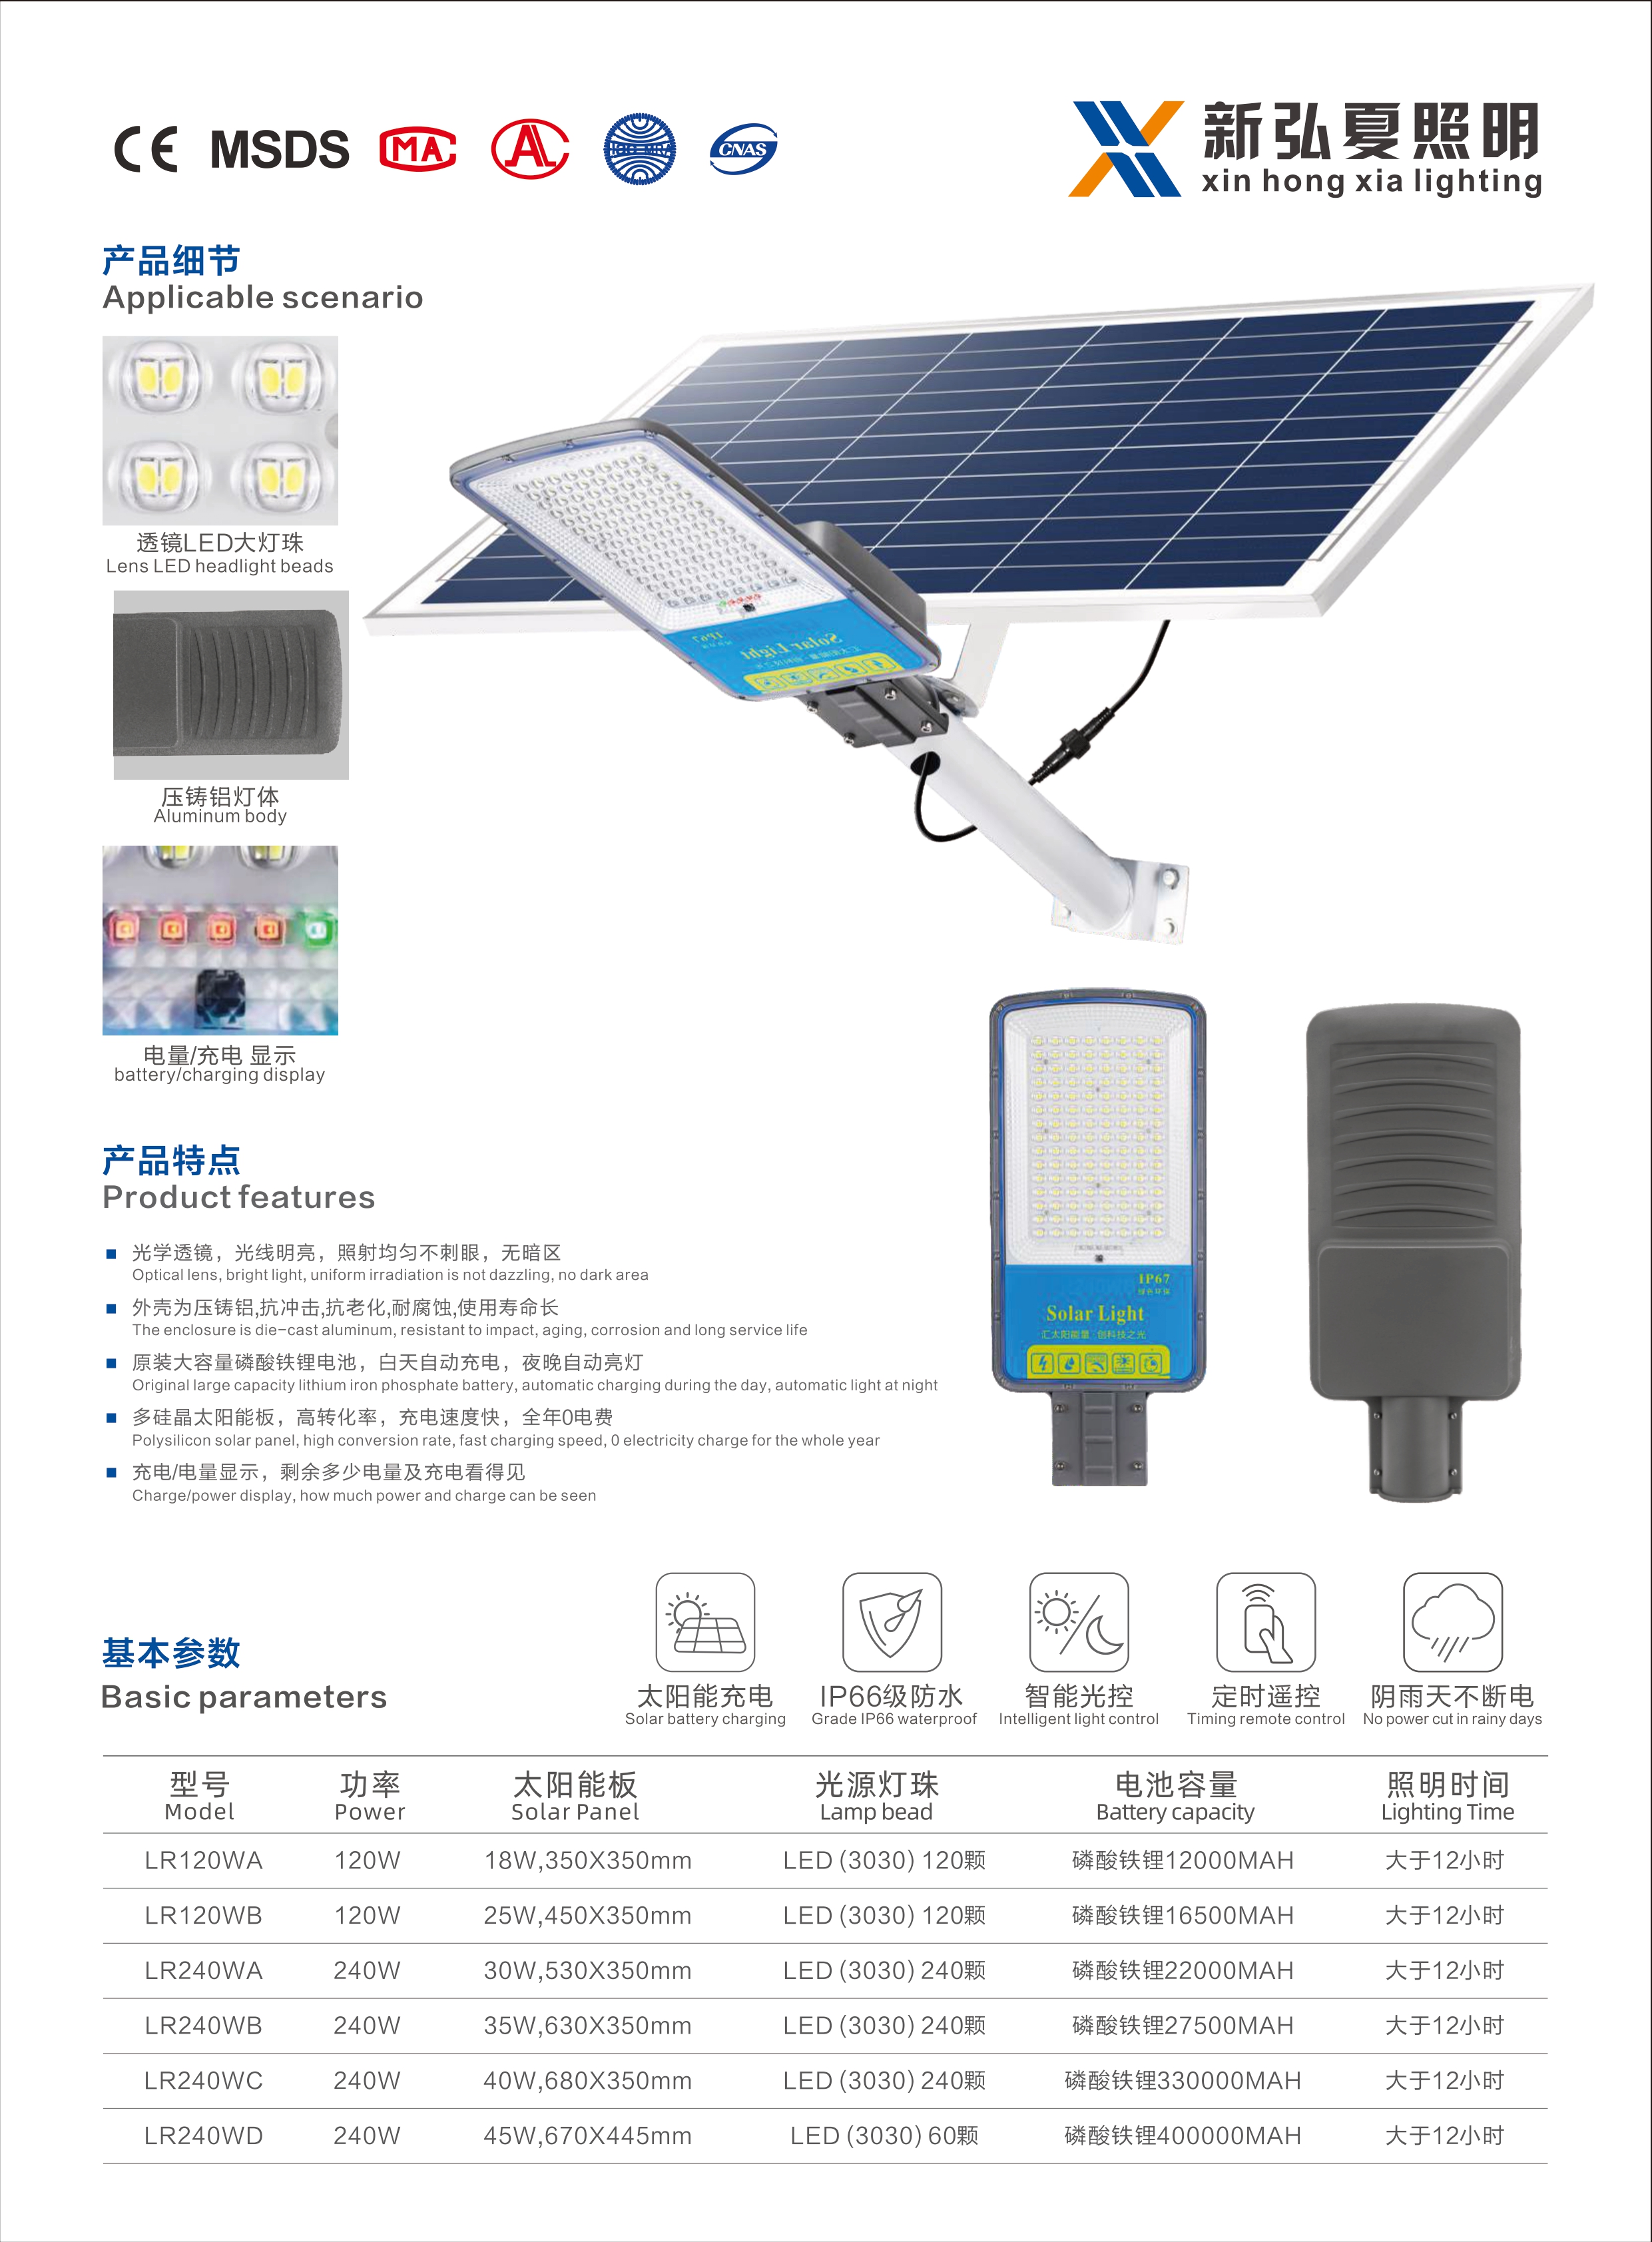 CE MSDS MA AL ilac-MRA CNAS
新弘夏照明
xin hong xia lighting
产品细节
Applicable scenario
透镜LED大灯珠
Lens LED headlight beads
压铸铝灯体
Aluminum body
电量/充电 显示
battery/charging display
IP67
Solar Light
IP67
绿色环保
Solar Light
汇太阳能量·创科技之光
产品特点
Product features
光学透镜，光线明亮，照射均匀不刺眼，无暗区
Optical lens, bright light, uniform irradiation is not dazzling, no dark area
外壳为压铸铝,抗冲击,抗老化,耐腐蚀,使用寿命长
The enclosure is die-cast aluminum, resistant to impact, aging, corrosion and long service life
原装大容量磷酸铁锂电池，白天自动充电，夜晚自动亮灯
Original large capacity lithium iron phosphate battery, automatic charging during the day, automatic light at night
多硅晶太阳能板，高转化率，充电速度快，全年0电费
Polysilicon solar panel, high conversion rate, fast charging speed, 0 electricity charge for the whole year
充电/电量显示，剩余多少电量及充电看得见
Charge/power display, how much power and charge can be seen
基本参数
Basic parameters
太阳能充电 IP66级防水 智能光控 定时遥控 阴雨天不断电
Solar battery charging Grade IP66 waterproof Intelligent light control Timing remote control No power cut in rainy days
型号 功率 太阳能板 光源灯珠 电池容量 照明时间
Model Power Solar Panel Lamp bead Battery capacity Lighting Time
LR120WA 120W 18W,350X350mm LED (3030) 120颗 磷酸铁锂12000MAH 大于12小时
LR120WB 120W 25W,450X350mm LED (3030) 120颗 磷酸铁锂16500MAH 大于12小时
LR240WA 240W 30W,530X350mm LED (3030) 240颗 磷酸铁锂22000MAH 大于12小时
LR240WB 240W 35W,630X350mm LED (3030) 240颗 磷酸铁锂27500MAH 大于12小时
LR240WC 240W 40W,680X350mm LED (3030) 240颗 磷酸铁锂330000MAH 大于12小时
LR240WD 240W 45W,670X445mm LED (3030) 60颗 磷酸铁锂400000MAH 大于12小时